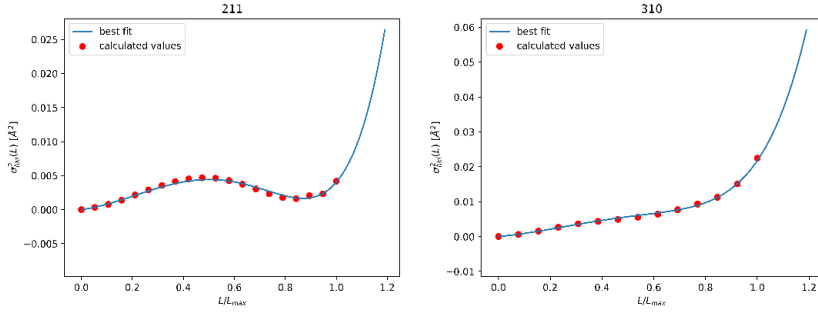 211
best fit
calculated values
0.025
0.020
0.015
0.010
0.005
0.000
−0.005
σ²hkl(L) [Å²]
0.0 0.2 0.4 0.6 0.8 1.0 1.2
L/Lmax
310
best fit
calculated values
0.06
0.05
0.04
0.03
0.02
0.01
0.00
−0.01
σ²hkl(L) [Å²]
0.0 0.2 0.4 0.6 0.8 1.0 1.2
L/Lmax